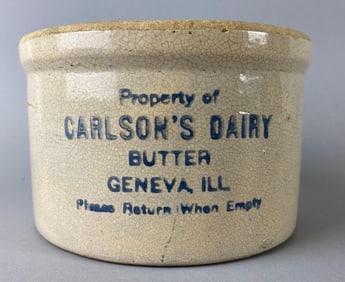 Property of
CARLSON'S DAIRY
BUTTER
GENEVA, ILL.
Please Return When Empty